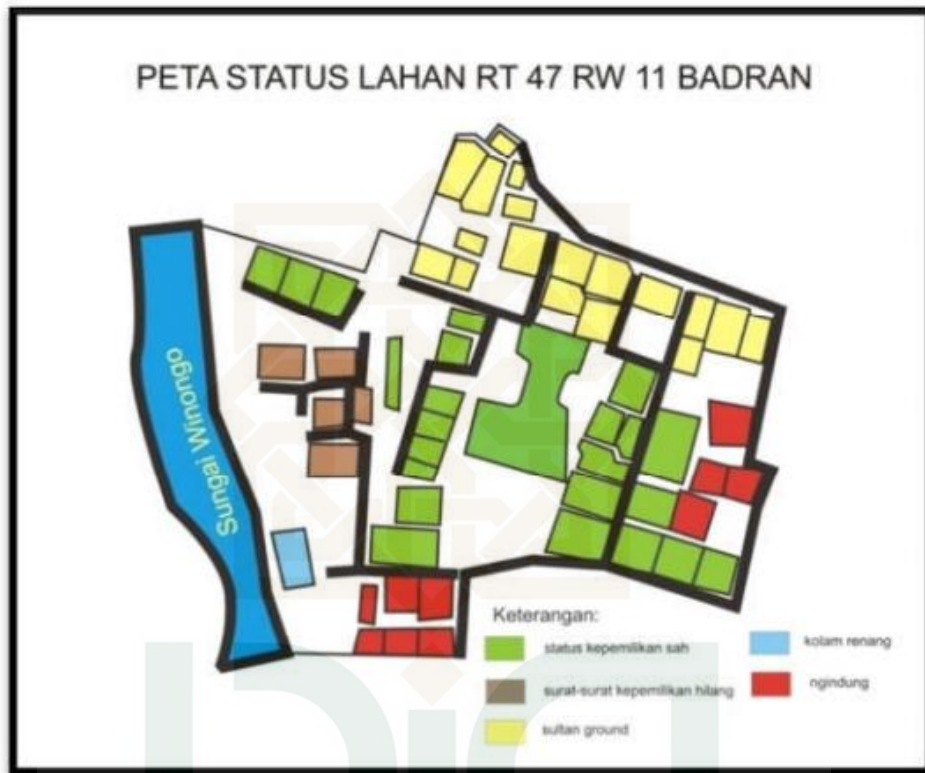 PETA STATUS LAHAN RT 47 RW 11 BADRAN
Sungai Winongo
Keterangan:
status kepemilikan sah
surat-surat kepemilikan hilang
sultan ground
kolam renang
ngindung